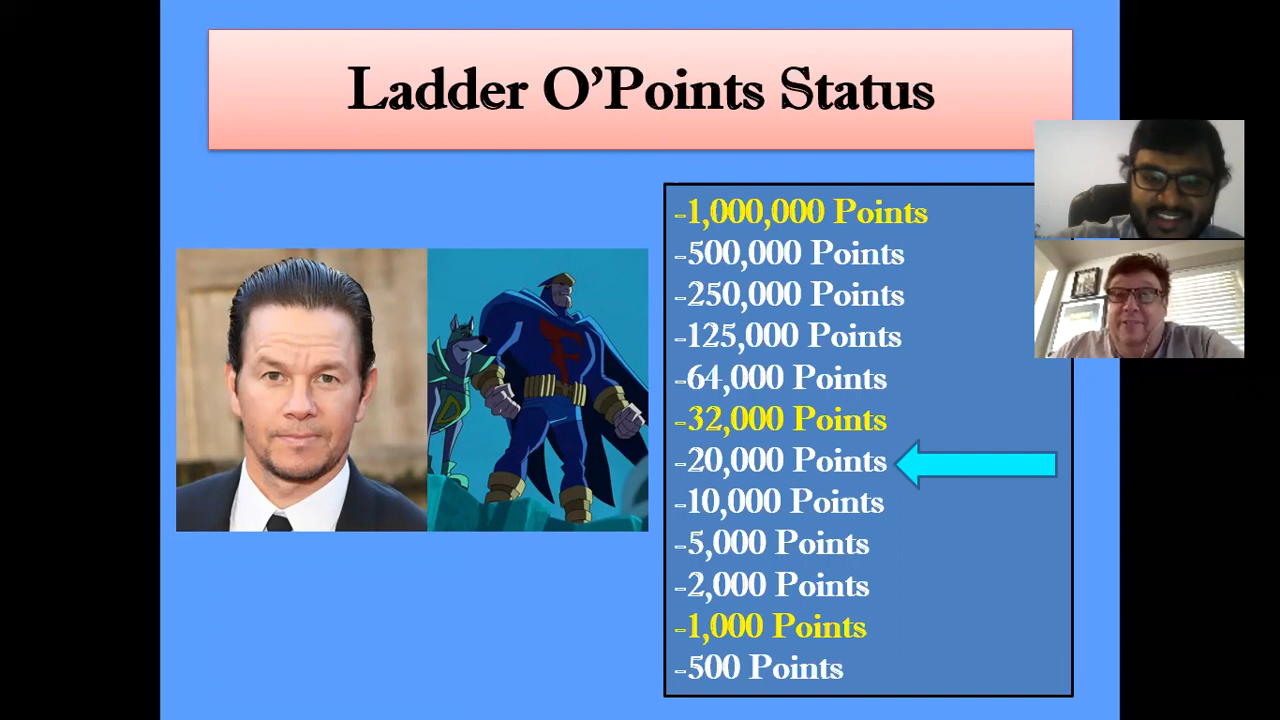 Ladder O'Points Status
-1,000,000 Points
-500,000 Points
-250,000 Points
-125,000 Points
-64,000 Points
-32,000 Points
-20,000 Points
-10,000 Points
-5,000 Points
-2,000 Points
-1,000 Points
-500 Points
F